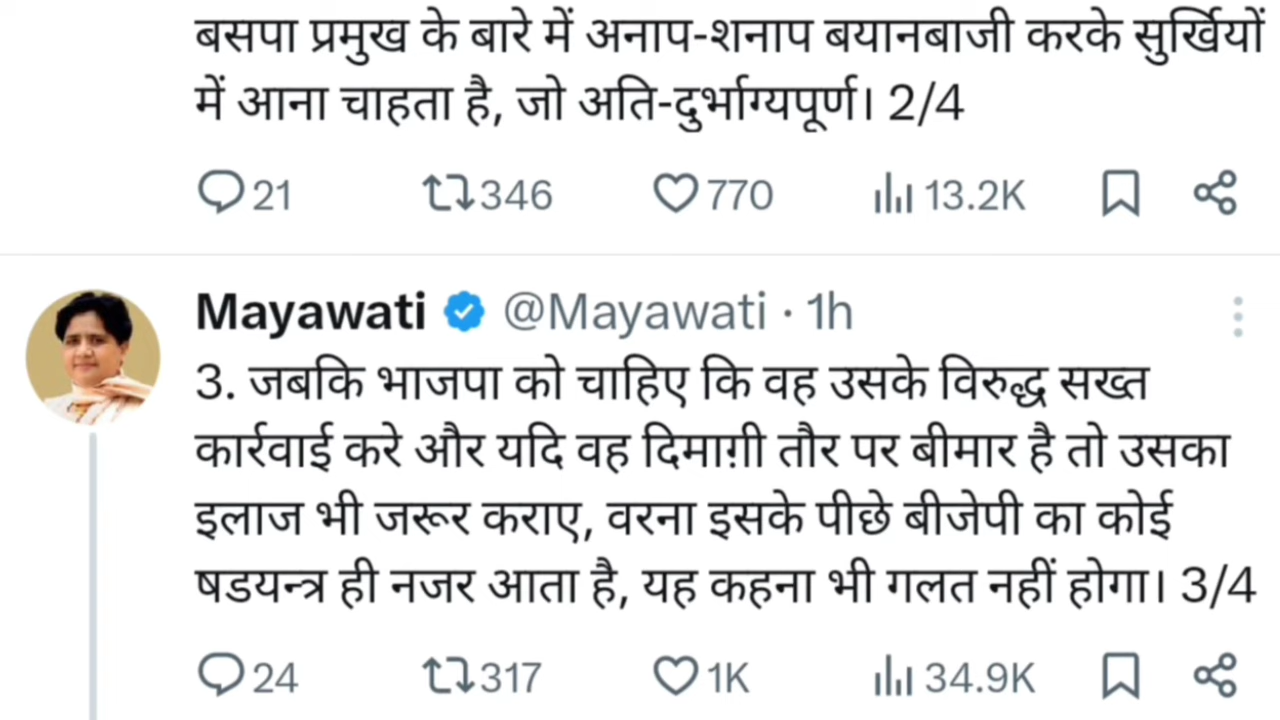 बसपा प्रमुख के बारे में अनाप-शनाप बयानबाजी करके सुर्खियों
में आना चाहता है, जो अति-दुर्भाग्यपूर्ण। 2/4
21 346 770 13.2K
Mayawati @Mayawati · 1h
3. जबकि भाजपा को चाहिए कि वह उसके विरुद्ध सख्त
कार्रवाई करे और यदि वह दिमाग़ी तौर पर बीमार है तो उसका
इलाज भी जरूर कराए, वरना इसके पीछे बीजेपी का कोई
षडयन्त्र ही नजर आता है, यह कहना भी गलत नहीं होगा। 3/4
24 317 1K 34.9K